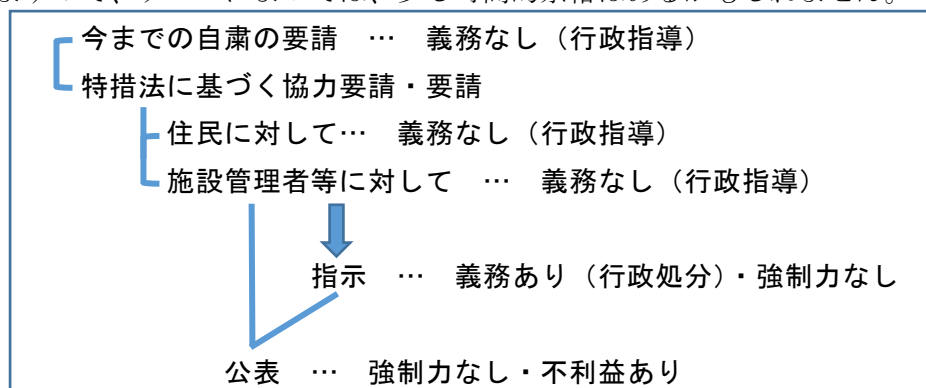 今までの自粛の要請 … 義務なし（行政指導）
特措法に基づく協力要請・要請
住民に対して… 義務なし（行政指導）
施設管理者等に対して … 義務なし（行政指導）
指示 … 義務あり（行政処分）・強制力なし
公表 … 強制力なし・不利益あり